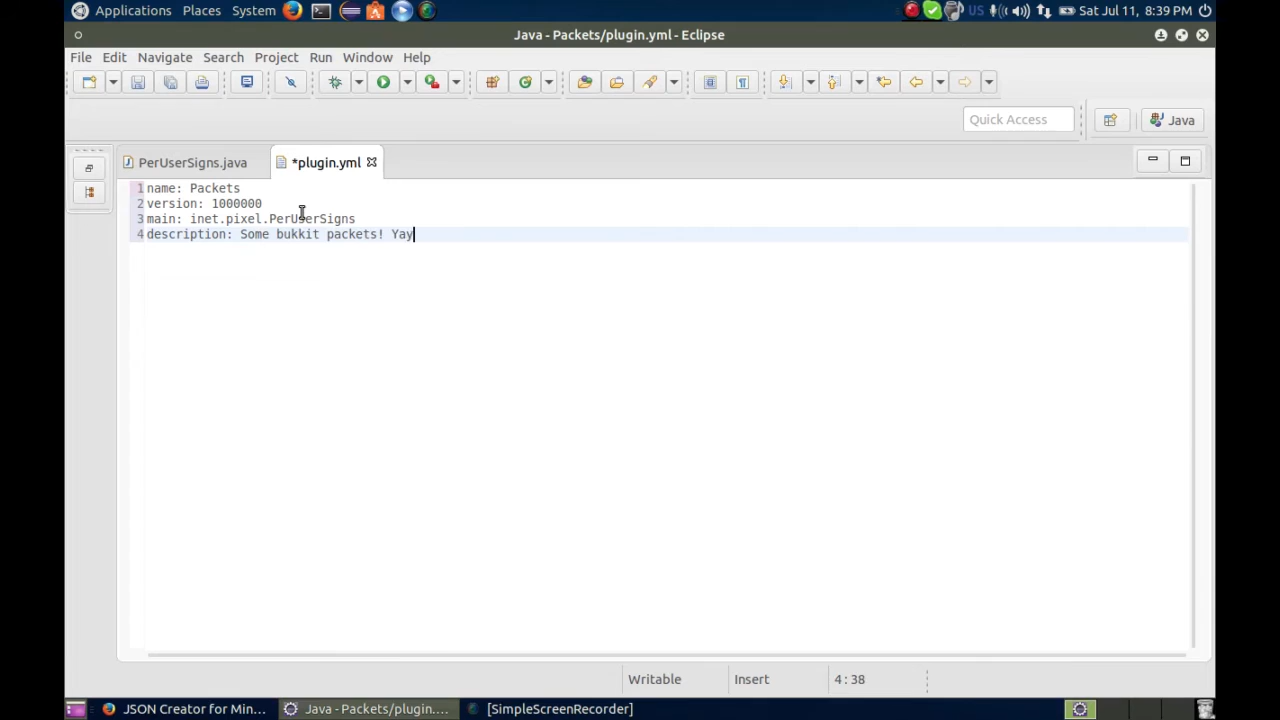 Applications Places System US Sat Jul 11, 8:39 PM
Java - Packets/plugin.yml - Eclipse
File Edit Navigate Search Project Run Window Help
Quick Access Java
PerUserSigns.java *plugin.yml
1 name: Packets
2 version: 1000000
3 main: inet.pixel.PerUserSigns
4 description: Some bukkit packets! Yay
Writable Insert 4:38
JSON Creator for Min... Java - Packets/plugin.... [SimpleScreenRecorder]